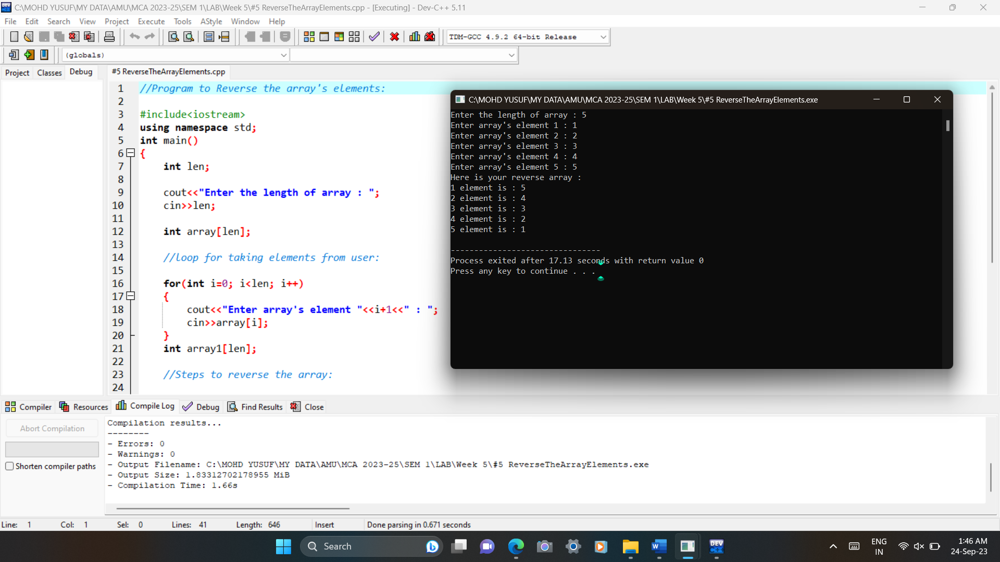 C:\MOHD YUSUF\MY DATA\AMU\MCA 2023-25\SEM 1\LAB\Week 5\#5 ReverseTheArrayElements.cpp - [Executing] - Dev-C++ 5.11
File Edit Search View Project Execute Tools AStyle Window Help
TDM-GCC 4.9.2 64-bit Release
(globals)
Project Classes Debug
#5 ReverseTheArrayElements.cpp
1 //Program to Reverse the array's elements:
2
3 #include<iostream>
4 using namespace std;
5 int main()
6 {
7 int len;
8
9 cout<<"Enter the length of array : ";
10 cin>>len;
11
12 int array[len];
13
14 //loop for taking elements from user:
15
16 for(int i=0; i<len; i++)
17 {
18 cout<<"Enter array's element "<<i+1<<" : ";
19 cin>>array[i];
20 }
21 int array1[len];
22
23 //Steps to reverse the array:
24
C:\MOHD YUSUF\MY DATA\AMU\MCA 2023-25\SEM 1\LAB\Week 5\#5 ReverseTheArrayElements.exe
Enter the length of array : 5
Enter array's element 1 : 1
Enter array's element 2 : 2
Enter array's element 3 : 3
Enter array's element 4 : 4
Enter array's element 5 : 5
Here is your reverse array :
1 element is : 5
2 element is : 4
3 element is : 3
4 element is : 2
5 element is : 1
--------------------------------
Process exited after 17.13 seconds with return value 0
Press any key to continue . . .
Compiler Resources Compile Log Debug Find Results Close
Abort Compilation
Shorten compiler paths
Compilation results...
--------
- Errors: 0
- Warnings: 0
- Output Filename: C:\MOHD YUSUF\MY DATA\AMU\MCA 2023-25\SEM 1\LAB\Week 5\#5 ReverseTheArrayElements.exe
- Output Size: 1.83312702178955 MiB
- Compilation Time: 1.66s
Line: 1 Col: 1 Sel: 0 Lines: 41 Length: 646 Insert Done parsing in 0.671 seconds
Search
DEV C++
ENG
IN
1:46 AM
24-Sep-23